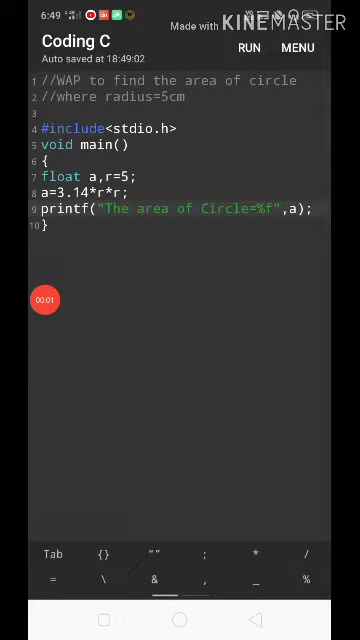 6:49
Made with
KINEMASTER
Coding C
RUN MENU
Auto saved at 18:49:02
1 //WAP to find the area of circle
2 //where radius=5cm
3
4 #include<stdio.h>
5 void main()
6 {
7 float a,r=5;
8 a=3.14*r*r;
9 printf("The area of Circle=%f",a);
10 }
00:01
Tab {} "" ; * /
= \ & , _ %